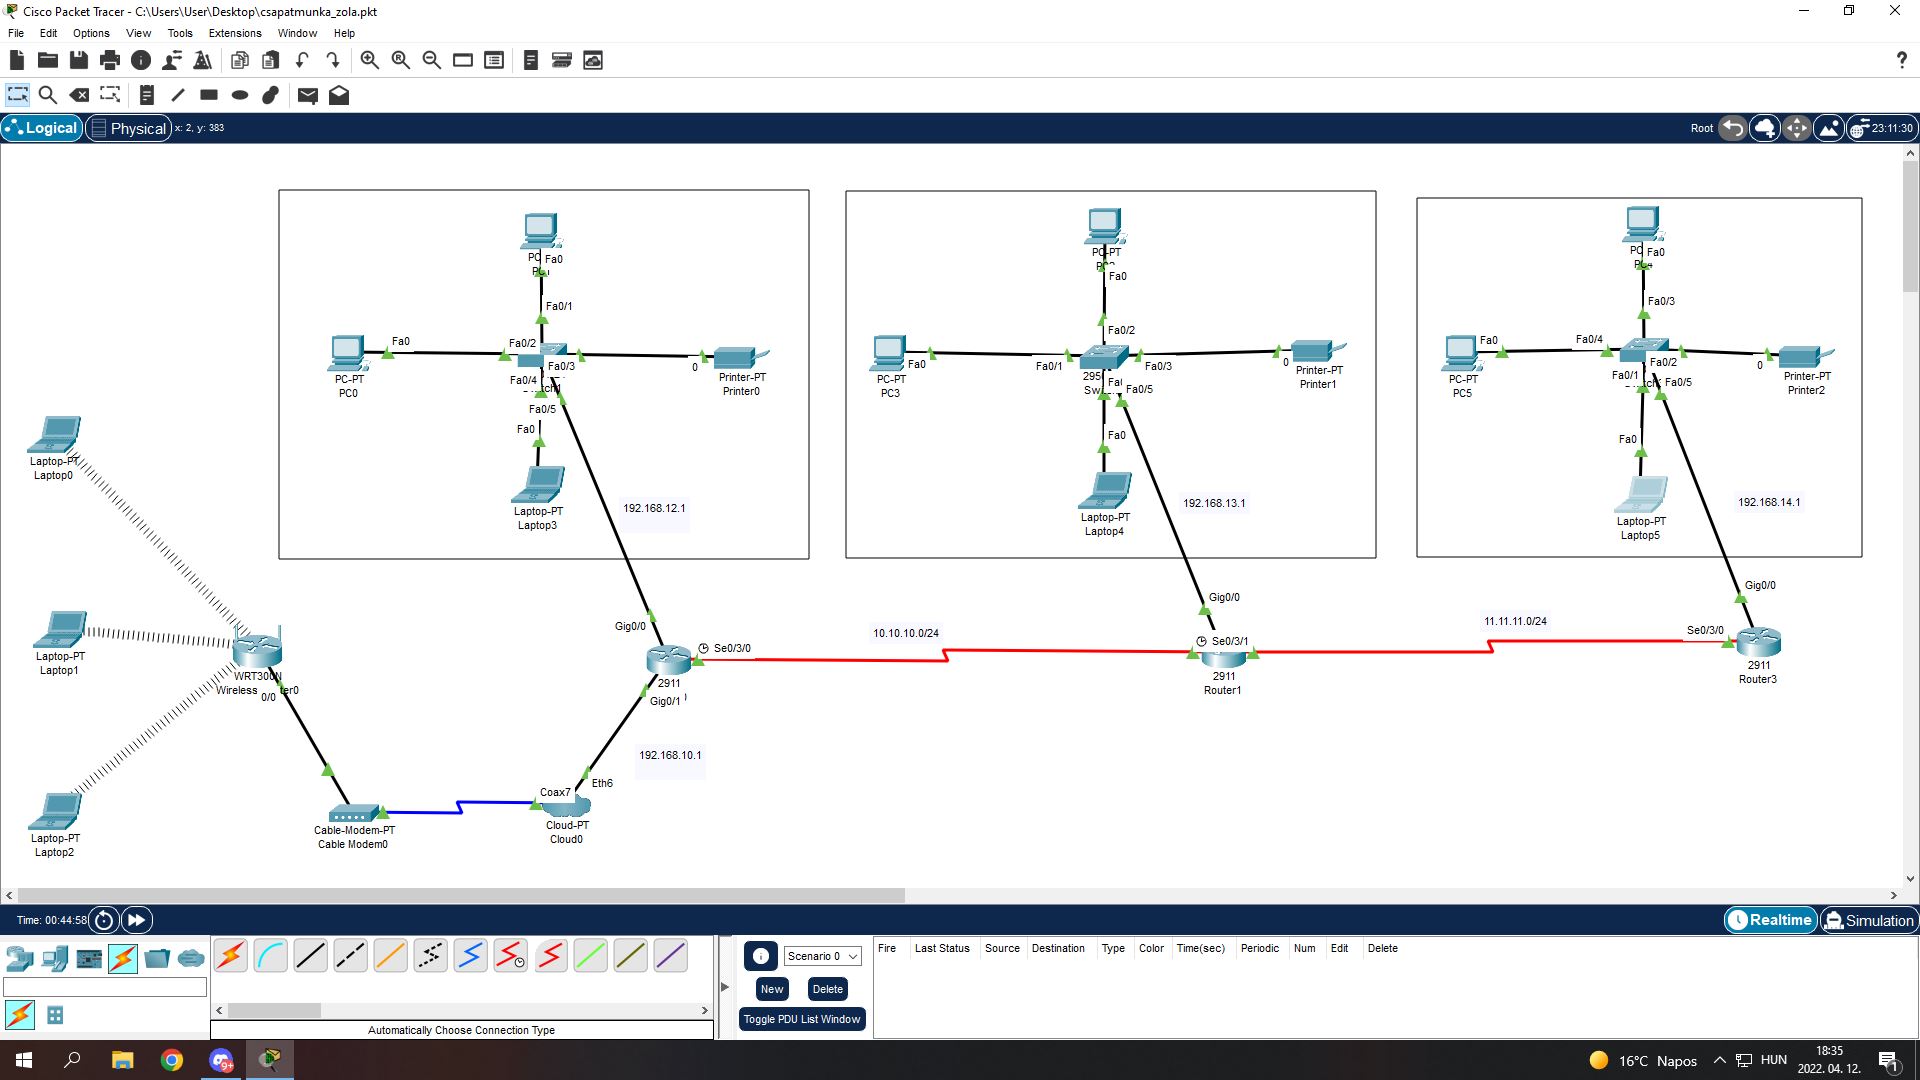 Cisco Packet Tracer - C:\Users\User\Desktop\csapatmunka_zola.pkt
File Edit Options View Tools Extensions Window Help
Logical Physical x: 2, y: 383
Root 23:11:30
Fa0
Fa0/1
Fa0
Fa0/2
Fa0/3
Fa0/4
0
PC-PT
PC0
Printer-PT
Printer0
Fa0/5
Fa0
Laptop-PT
Laptop3
192.168.12.1
PC-PT
Fa0
Fa0/2
Fa0
Fa0/1
Fa0/3
0
PC-PT
PC3
Printer-PT
Printer1
Fa0/5
Fa0
Laptop-PT
Laptop4
192.168.13.1
Fa0
Fa0/3
Fa0
Fa0/4
Fa0/2
0
Fa0/1
Fa0/5
PC-PT
PC5
Printer-PT
Printer2
Fa0
Laptop-PT
Laptop5
192.168.14.1
Laptop-PT
Laptop0
Laptop-PT
Laptop1
Laptop-PT
Laptop2
WRT300N
Wireless
0/0
Cable-Modem-PT
Cable Modem0
Coax7
Eth6
Cloud-PT
Cloud0
192.168.10.1
Gig0/0
Se0/3/0
2911
Gig0/1
10.10.10.0/24
Gig0/0
Se0/3/1
2911
Router1
11.11.11.0/24
Gig0/0
Se0/3/0
2911
Router3
Time: 00:44:58
Realtime Simulation
Automatically Choose Connection Type
Scenario 0
New Delete
Toggle PDU List Window
Fire Last Status Source Destination Type Color Time(sec) Periodic Num Edit Delete
9+
16°C Napos
HUN
18:35
2022. 04. 12.
1